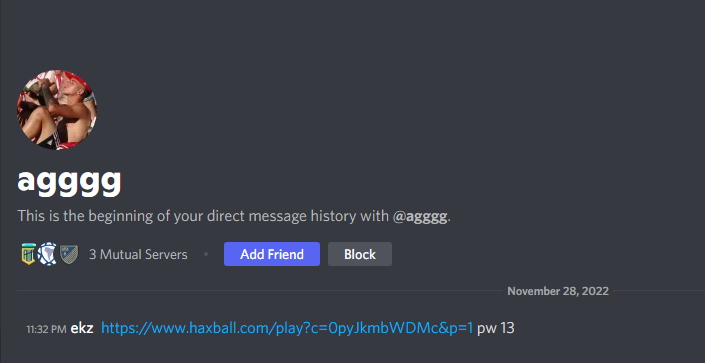 agggg
This is the beginning of your direct message history with @agggg.
3 Mutual Servers • Add Friend Block
November 28, 2022
11:32 PM ekz https://www.haxball.com/play?c=0pyJkmbWDMc&p=1 pw 13